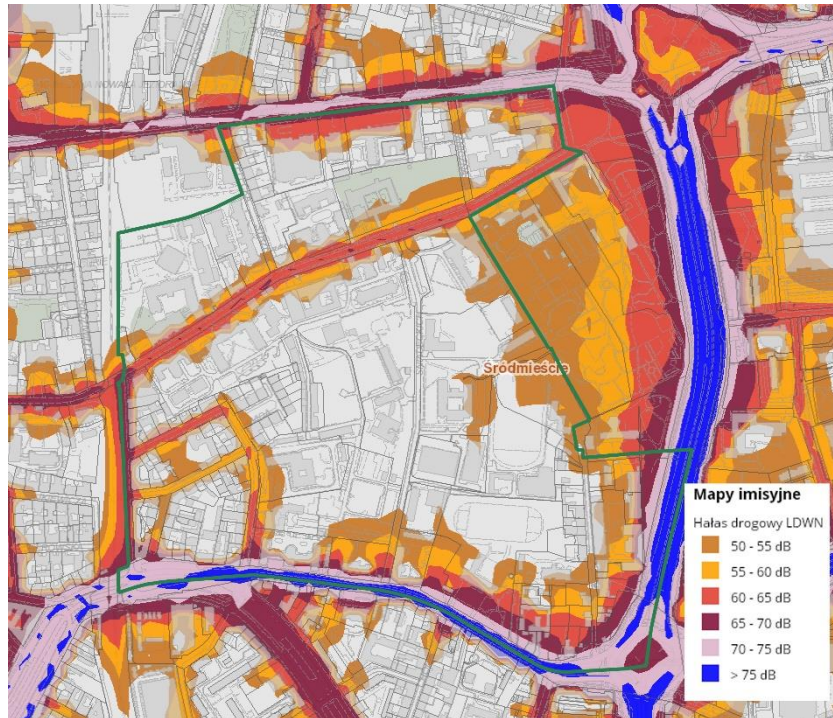 NOWA
Śródmieście
Mapy imisyjne
Hałas drogowy LDWN
50 - 55 dB
55 - 60 dB
60 - 65 dB
65 - 70 dB
70 - 75 dB
> 75 dB